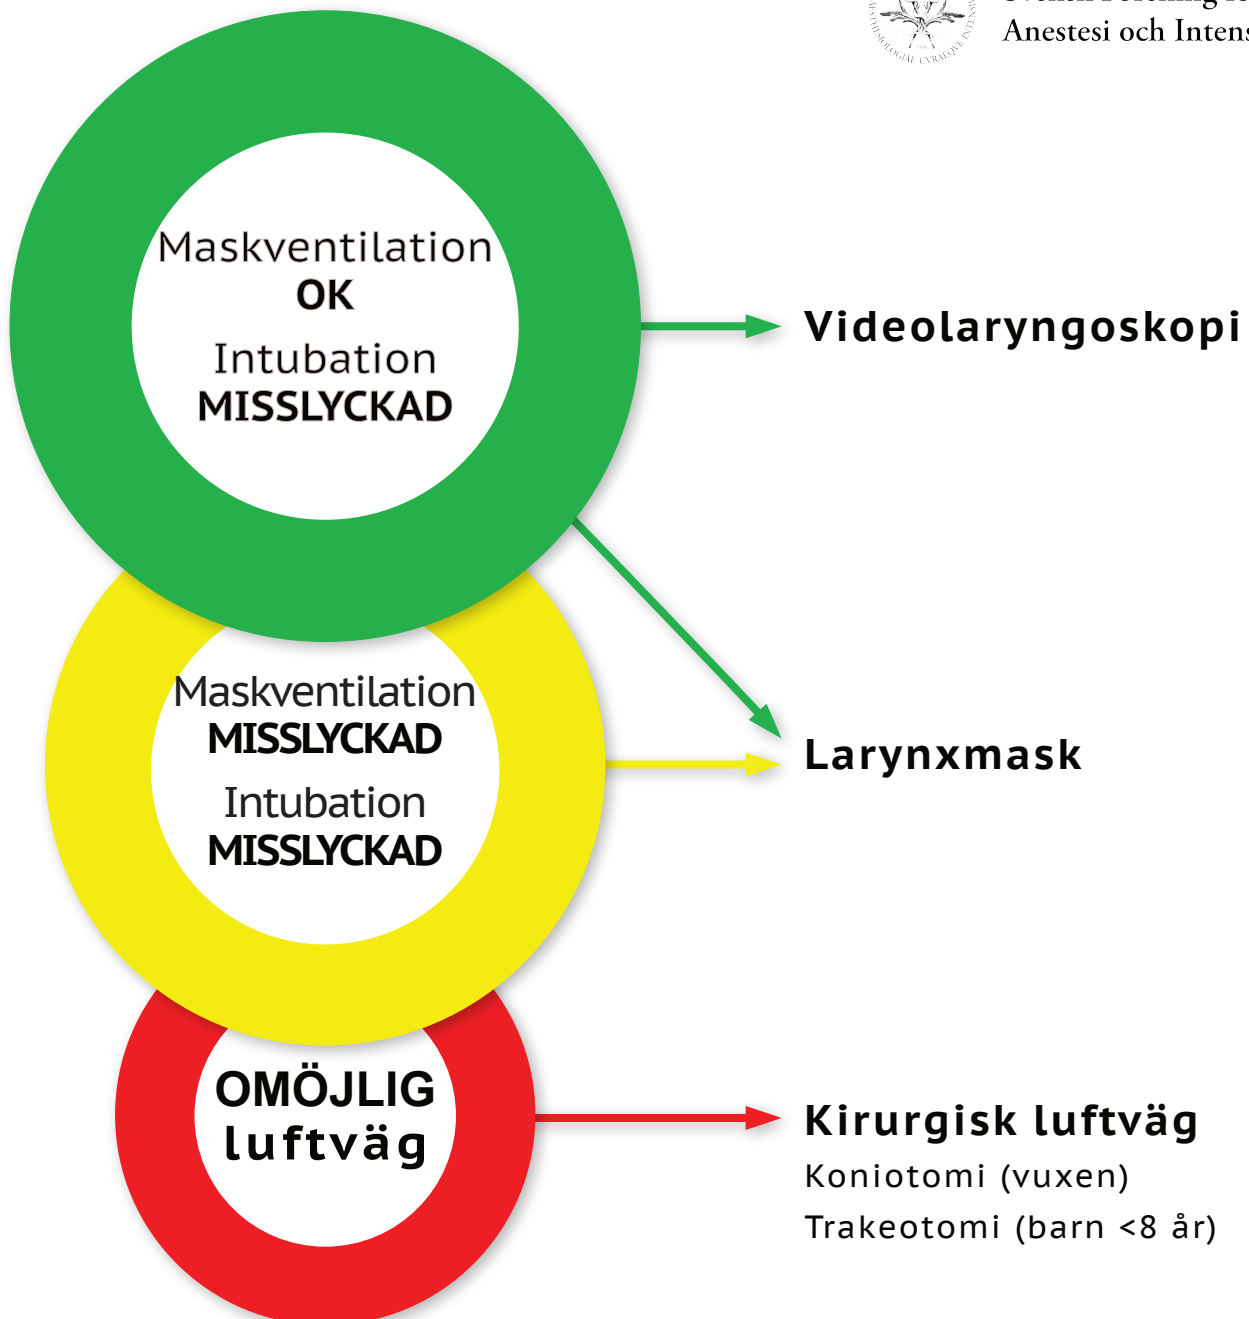 Anestesi och
Maskventilation
OK
Intubation
MISSLYCKAD
Videolaryngoskopi
Maskventilation
MISSLYCKAD
Intubation
MISSLYCKAD
Larynxmask
OMÖJLIG
luftväg
Kirurgisk luftväg
Koniotomi (vuxen)
Trakeotomi (barn <8 år)